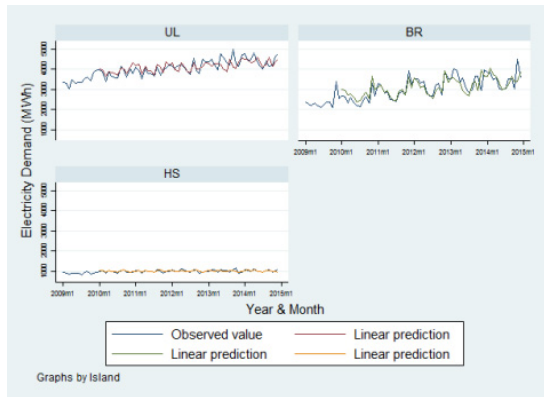 UL
BR
Electricity Demand (MWh)
2009m1 2010m1 2011m1 2012m1 2013m1 2014m1 2015m1
HS
2009m1 2010m1 2011m1 2012m1 2013m1 2014m1 2015m1
Year & Month
Observed value
Linear prediction
Linear prediction
Linear prediction
Graphs by Island